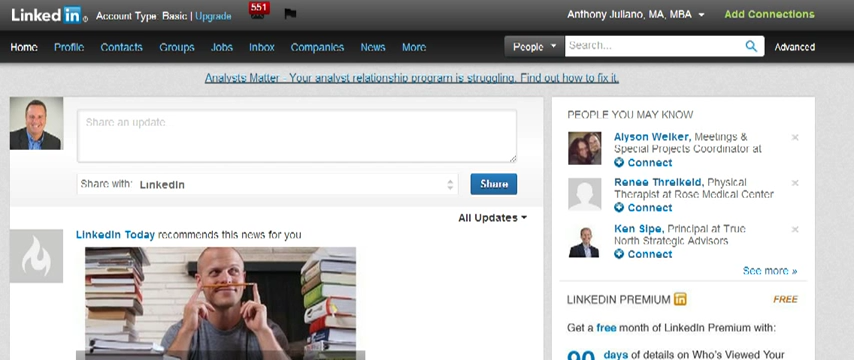 Linked in®
Account Type Basic | Upgrade
551
Anthony Juliano, MA, MBA
Add Connections
Home Profile Contacts Groups Jobs Inbox Companies News More
People
Search...
Advanced
Analysts Matter - Your analyst relationship program is struggling. Find out how to fix it.
Share an update
Share with: LinkedIn
Share
All Updates
LinkedIn Today recommends this news for you
PEOPLE YOU MAY KNOW
Alyson Welker, Meetings &
Special Projects Coordinator at
Connect
Renee Threlkeld, Physical
Therapist at Rose Medical Center
Connect
Ken Sipe, Principal at True
North Strategic Advisors
Connect
See more »
LINKEDIN PREMIUM in
FREE
Get a free month of LinkedIn Premium with:
90 days of details on Who's Viewed Your